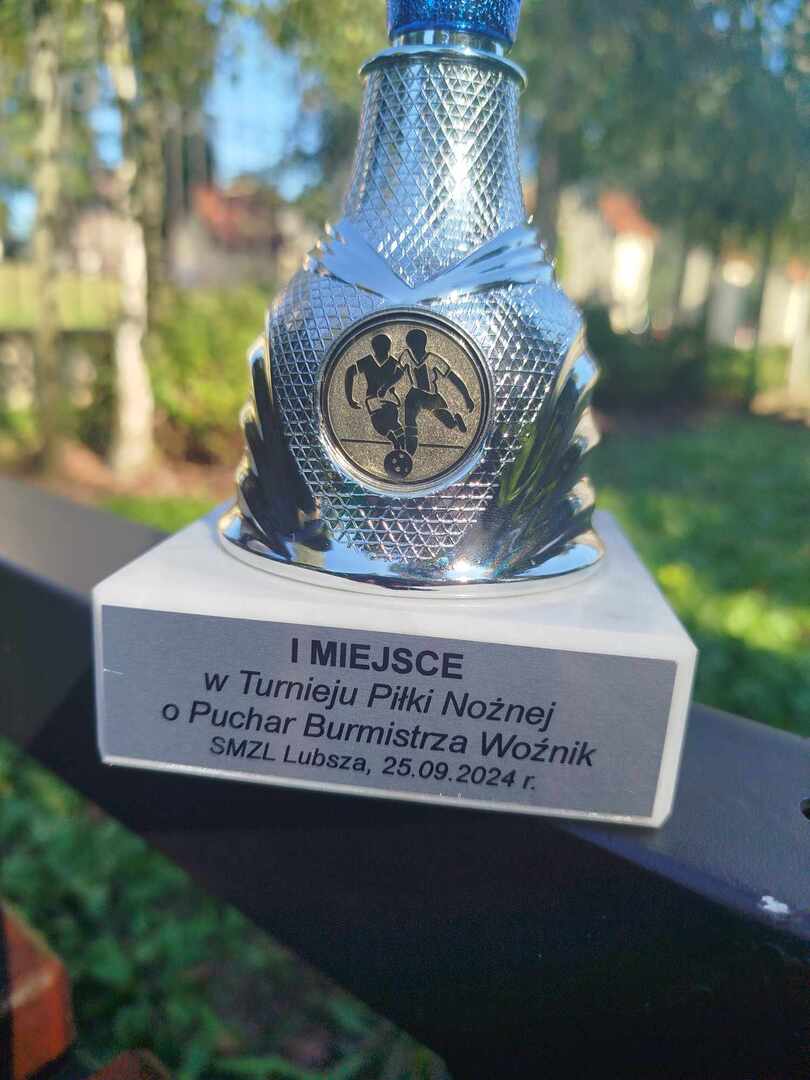 I MIEJSCE
w Turnieju Piłki Nożnej
o Puchar Burmistrza Woźnik
SMZL Lubsza, 25.09.2024 r.